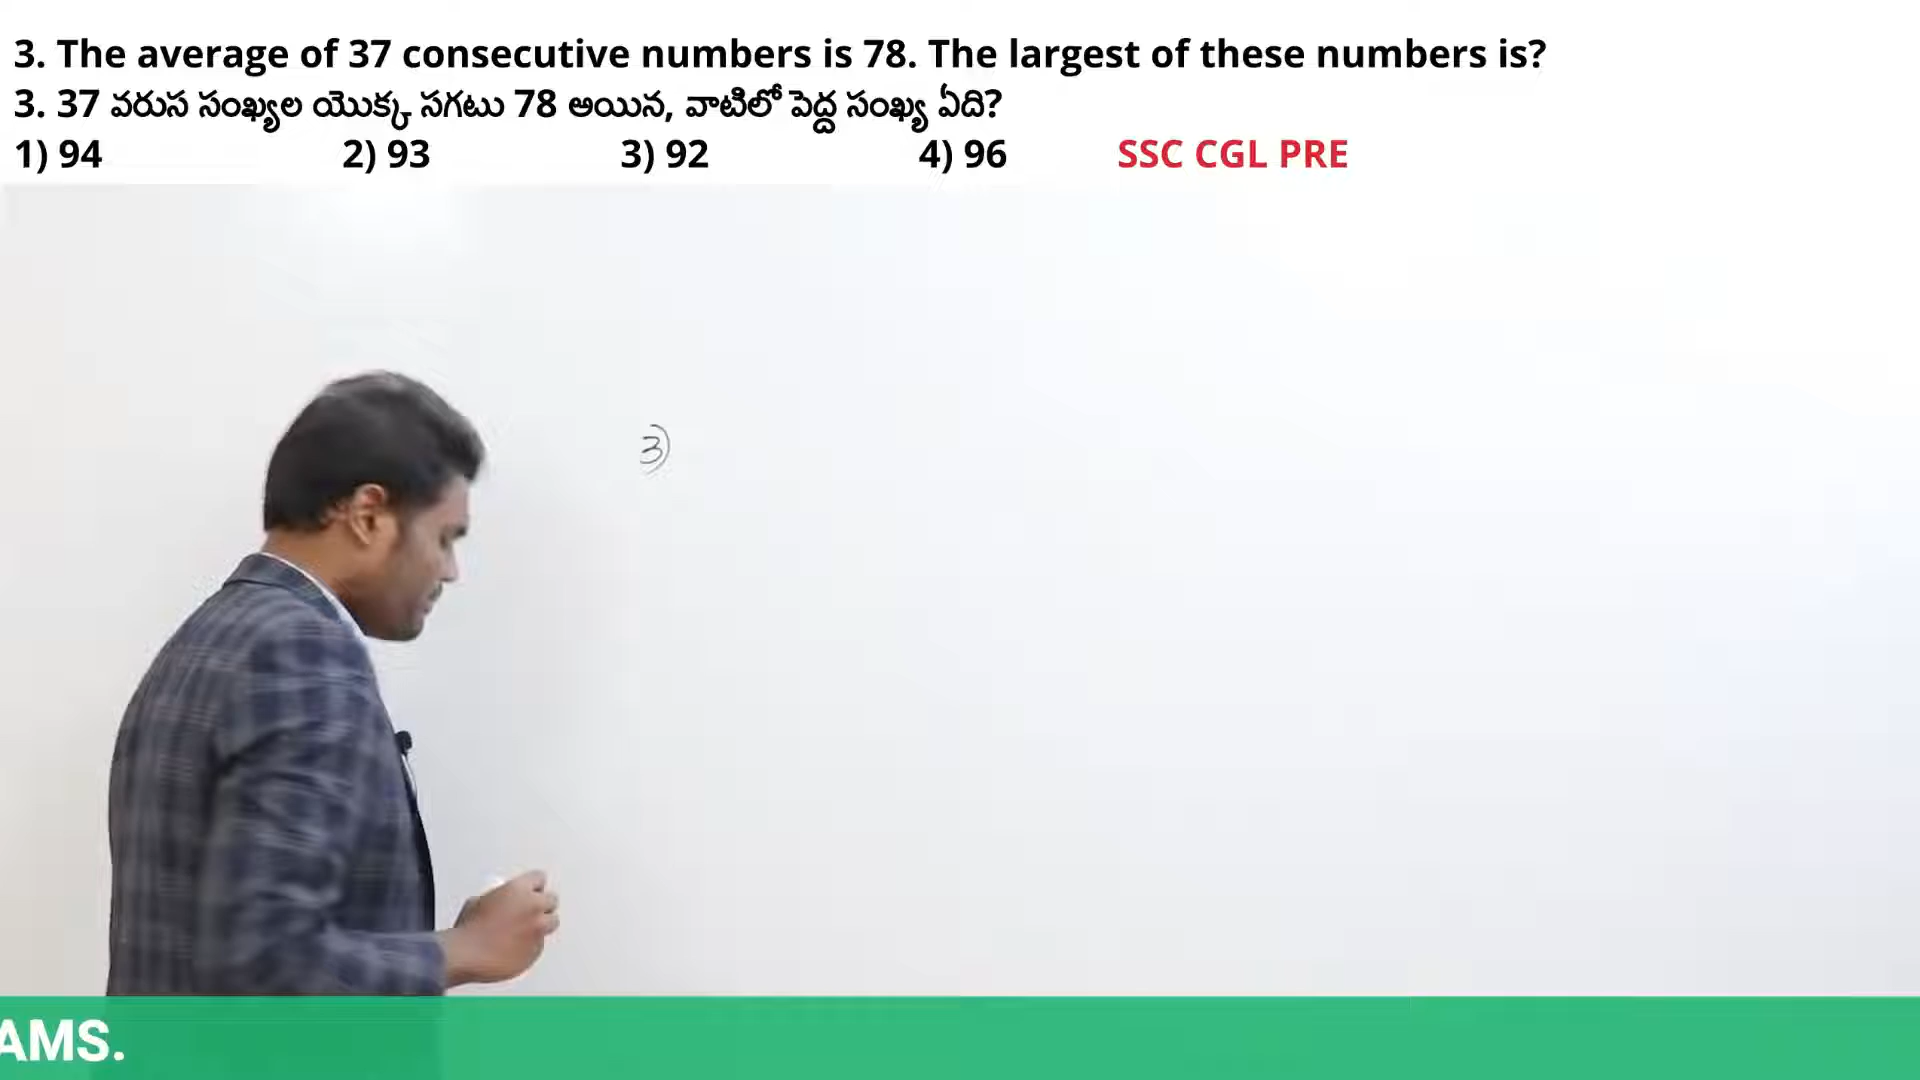 3. The average of 37 consecutive numbers is 78. The largest of these numbers is?
3. 37 వరుస సంఖ్యల యొక్క సగటు 78 అయిన, వాటిలో పెద్ద సంఖ్య ఏది?
1) 94 2) 93 3) 92 4) 96 SSC CGL PRE
3)
AMS.